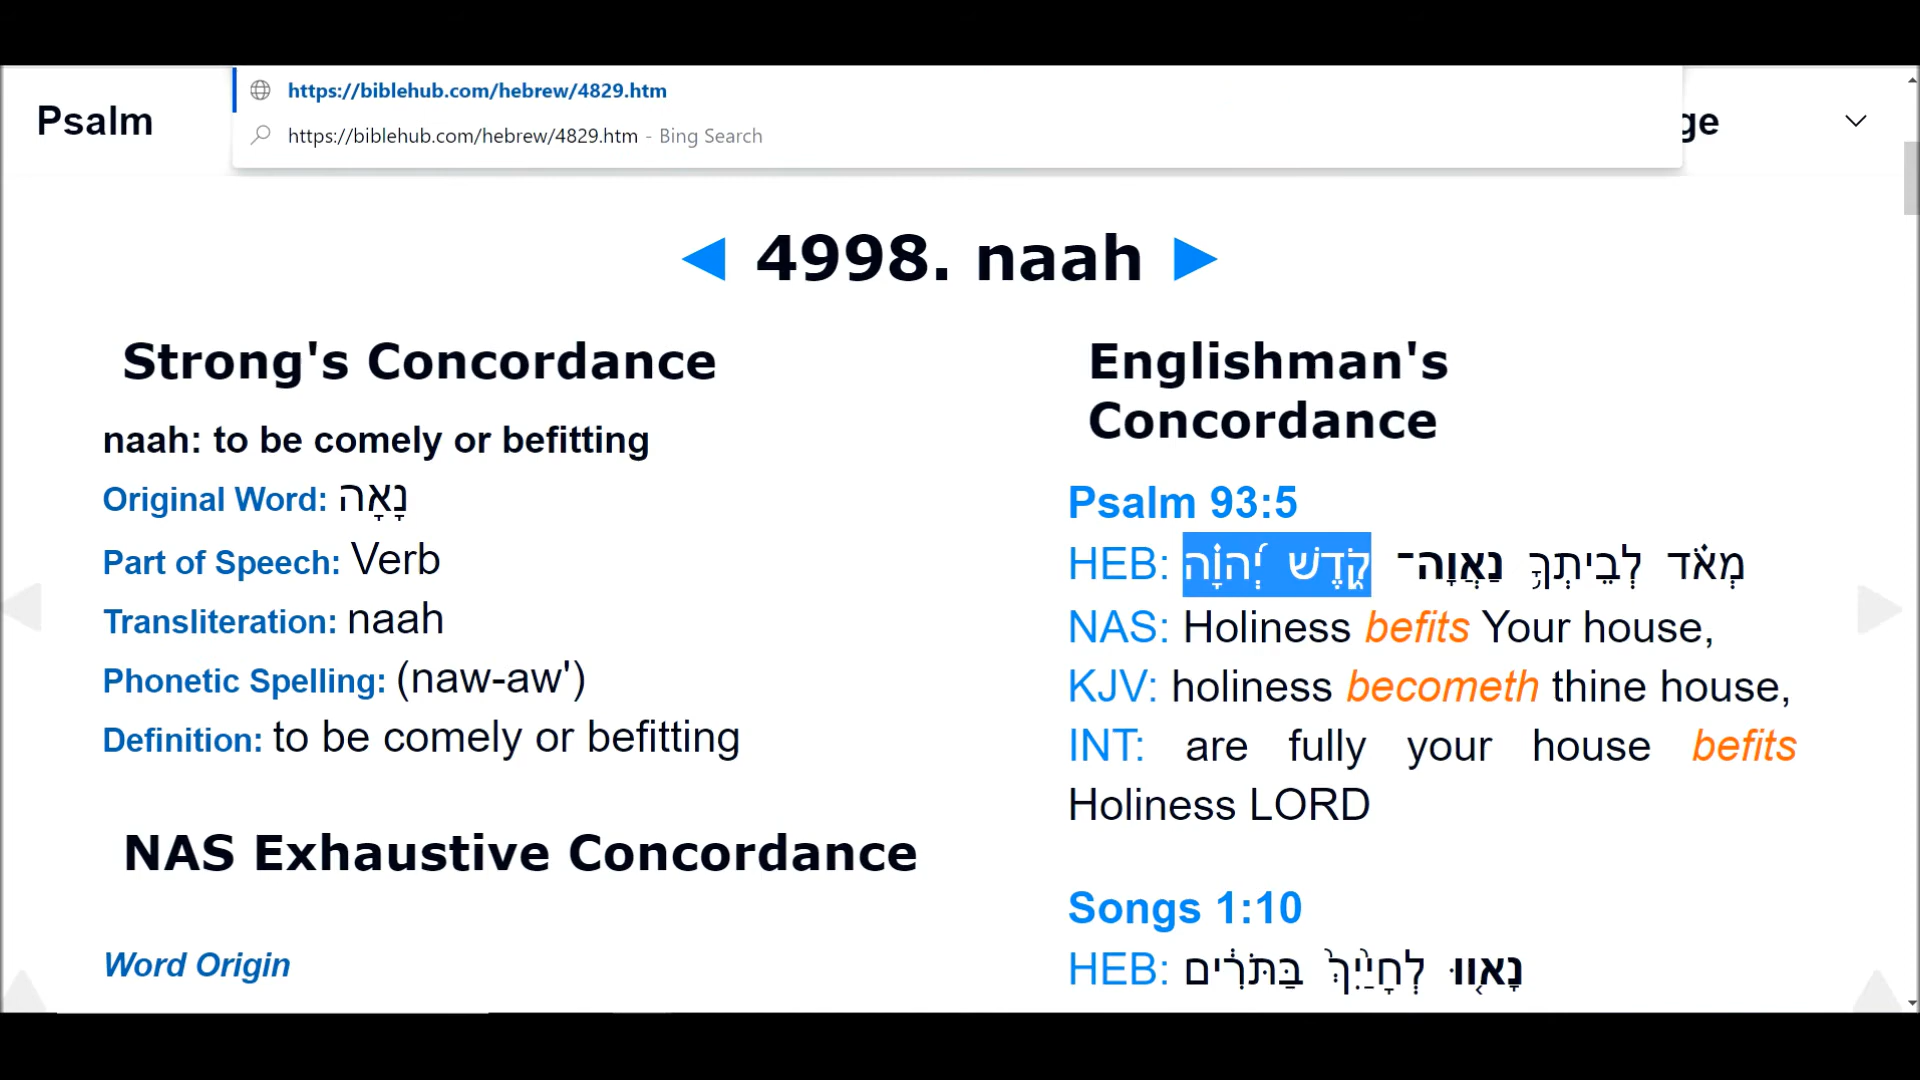 https://biblehub.com/hebrew/4829.htm
https://biblehub.com/hebrew/4829.htm - Bing Search
Psalm
ge
4998. naah
Strong's Concordance
naah: to be comely or befitting
Original Word: נָאָה
Part of Speech: Verb
Transliteration: naah
Phonetic Spelling: (naw-aw')
Definition: to be comely or befitting
NAS Exhaustive Concordance
Word Origin
Englishman's
Concordance
Psalm 93:5
HEB: מְאֹ֗ד לְבֵיתְךָ֥ נַאֲוָה־ קֹ֑דֶשׁ יְ֝הוָ֗ה
NAS: Holiness befits Your house,
KJV: holiness becometh thine house,
INT: are fully your house befits
Holiness LORD
Songs 1:10
HEB: נָאו֤וּ לְחָיַ֙יִךְ֙ בַּתֹּרִ֔ים